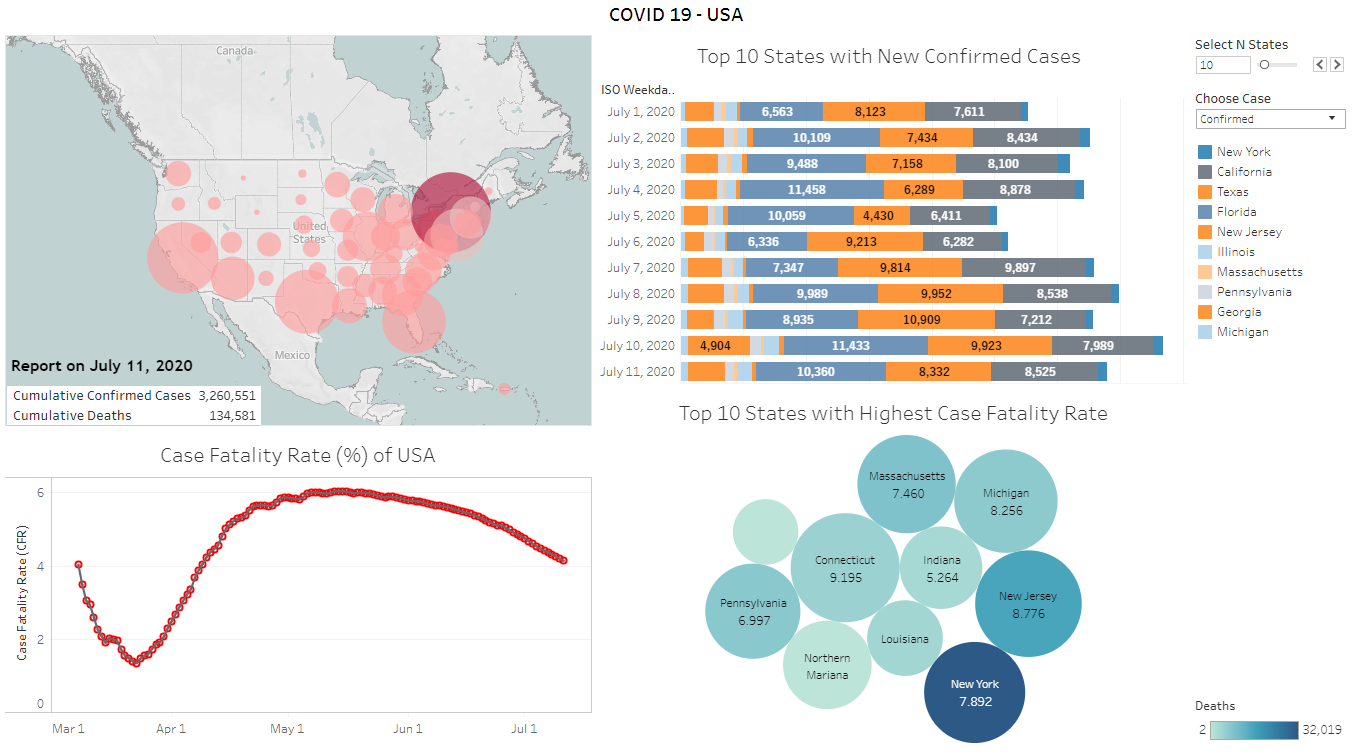 COVID 19 - USA
Canada
United
States
Mexico
Report on July 11, 2020
Cumulative Confirmed Cases 3,260,551
Cumulative Deaths 134,581
Top 10 States with New Confirmed Cases
ISO Weekda..
July 1, 2020 6,563 8,123 7,611
July 2, 2020 10,109 7,434 8,434
July 3, 2020 9,488 7,158 8,100
July 4, 2020 11,458 6,289 8,878
July 5, 2020 10,059 4,430 6,411
July 6, 2020 6,336 9,213 6,282
July 7, 2020 7,347 9,814 9,897
July 8, 2020 9,989 9,952 8,538
July 9, 2020 8,935 10,909 7,212
July 10, 2020 4,904 11,433 9,923 7,989
July 11, 2020 10,360 8,332 8,525
Select N States
10
Choose Case
Confirmed
New York
California
Texas
Florida
New Jersey
Illinois
Massachusetts
Pennsylvania
Georgia
Michigan
Case Fatality Rate (%) of USA
Case Fatality Rate (CFR)
6
4
2
0
Mar 1 Apr 1 May 1 Jun 1 Jul 1
Top 10 States with Highest Case Fatality Rate
Massachusetts
7.460
Michigan
8.256
Connecticut
9.195
Indiana
5.264
New Jersey
8.776
Pennsylvania
6.997
Louisiana
Northern
Mariana
New York
7.892
Deaths
2 32,019